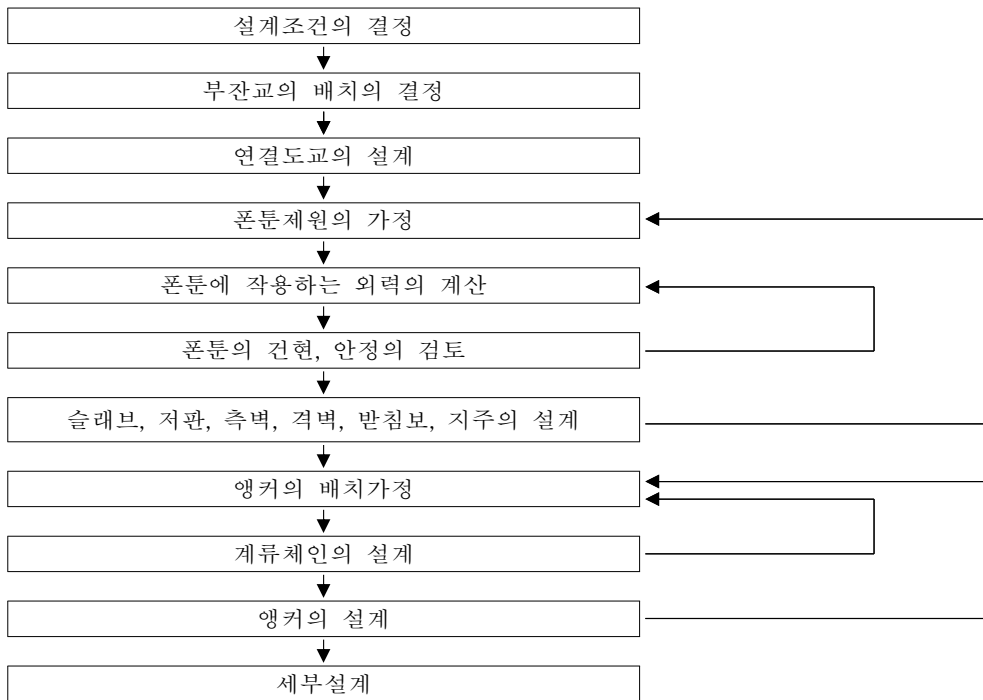 설계조건의 결정
부잔교의 배치의 결정
연결도교의 설계
폰툰제원의 가정
폰툰에 작용하는 외력의 계산
폰툰의 건현, 안정의 검토
슬래브, 저판, 측벽, 격벽, 받침보, 지주의 설계
앵커의 배치가정
계류체인의 설계
앵커의 설계
세부설계